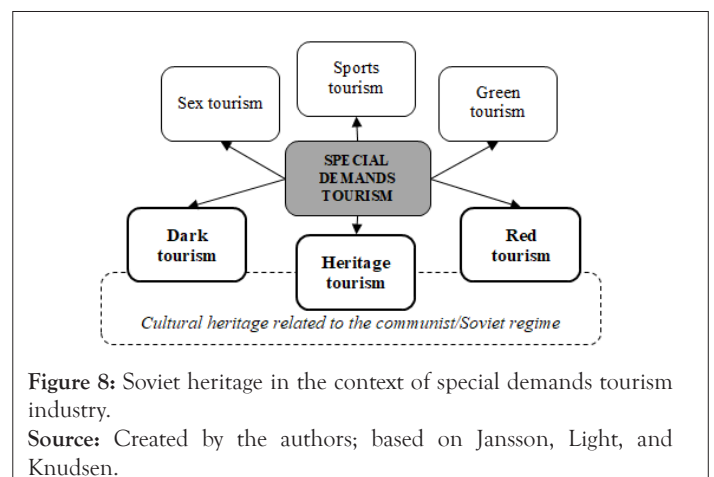 Sports
tourism
Sex tourism
Green
tourism
SPECIAL
DEMANDS
TOURISM
Dark
tourism
Heritage
tourism
Red
tourism
Cultural heritage related to the communist/Soviet regime
Figure 8: Soviet heritage in the context of special demands tourism
industry.
Source: Created by the authors; based on Jansson, Light, and
Knudsen.